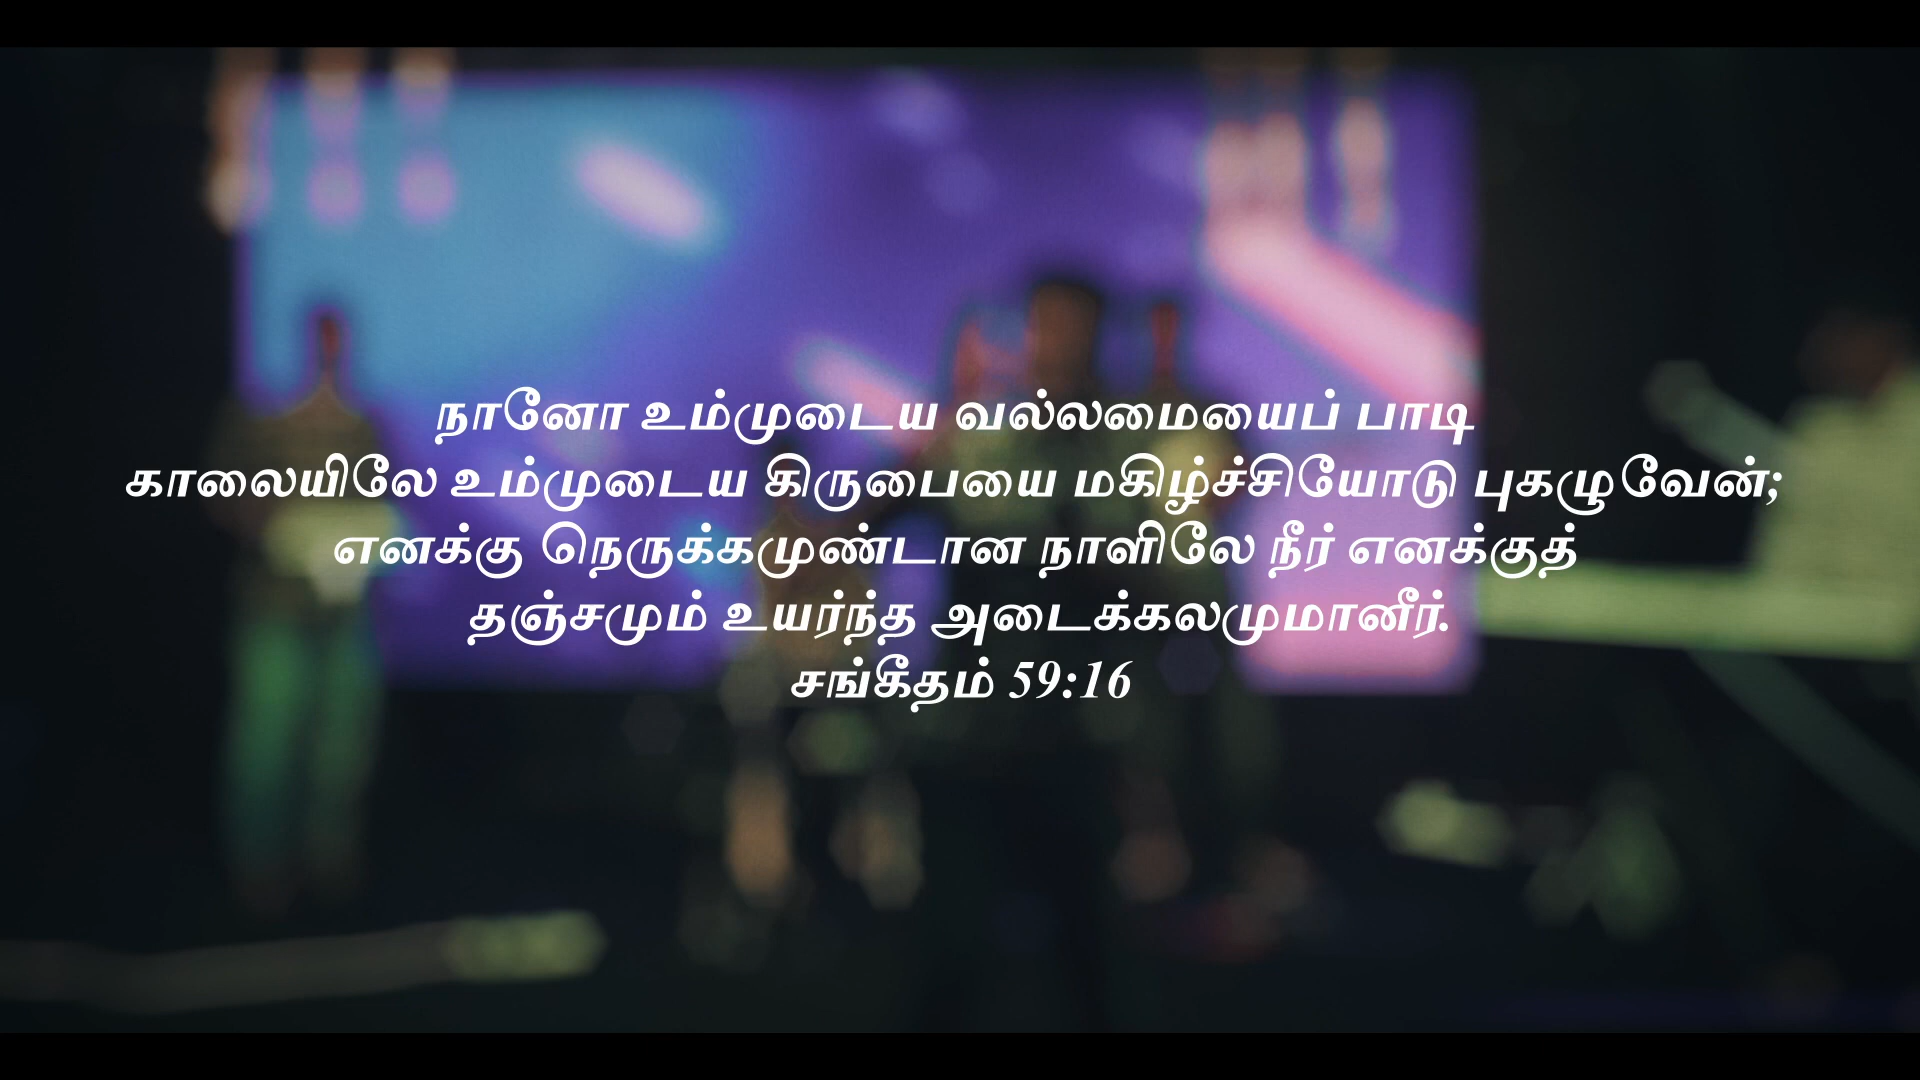 நானோ உம்முடைய வல்லமையைப் பாடி
காலையிலே உம்முடைய கிருபையை மகிழ்ச்சியோடு புகழுவேன்;
எனக்கு நெருக்கமுண்டான நாளிலே நீர் எனக்குத்
தஞ்சமும் உயர்ந்த அடைக்கலமுமானீர்.
சங்கீதம் 59:16